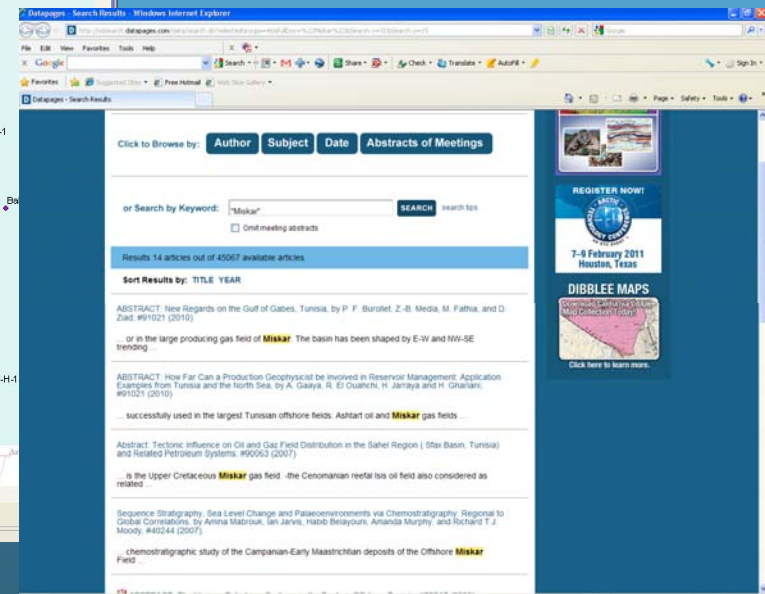 Datapages - Search Results - Windows Internet Explorer
File Edit View Favorites Tools Help
Google Search Share Check Translate AutoFill Sign In
Favorites Suggested Sites Free Hotmail Web Slice Gallery
Datapages - Search Results Page Safety Tools
Click to Browse by: Author Subject Date Abstracts of Meetings
or Search by Keyword: "Miskar" SEARCH search tips
Omit meeting abstracts
Results 14 articles out of 45067 available articles
Sort Results by: TITLE YEAR
ABSTRACT: New Regards on the Gulf of Gabes, Tunisia, by P. F. Burollet, Z.-B. Media, M. Fathia, and D.
Ziad, #91021 (2010)
... or in the large producing gas field of Miskar. The basin has been shaped by E-W and NW-SE
trending ...
ABSTRACT: How Far Can a Production Geophysicist be Involved in Reservoir Management: Application
Examples from Tunisia and the North Sea, by A. Gaaya, R. El Ouahchi, H. Jarraya and H. Ghariani;
#91021 (2010)
... successfully used in the largest Tunisian offshore fields: Ashtart oil and Miskar gas fields ...
Abstract: Tectonic Influence on Oil and Gaz Field Distribution in the Sahel Region ( Sfax Basin, Tunisia)
and Related Petroleum Systems; #90063 (2007)
... is the Upper Cretaceous Miskar gas field -the Cenomanian reefal Isis oil field also considered as
related ...
Sequence Stratigraphy, Sea Level Change and Palaeoenvironments via Chemostratigraphy: Regional to
Global Correlations, by Amina Mabrouk, Ian Jarvis, Habib Belayouni, Amanda Murphy, and Richard T.J.
Moody, #40244 (2007)
... chemostratigraphic study of the Campanian-Early Maastrichtian deposits of the Offshore Miskar
Field ...
REGISTER NOW!
ARCTIC
TECHNOLOGY CONFERENCE
7–9 February 2011
Houston, Texas
DIBBLEE MAPS
Download California
Map Collection Today!
Click here to learn more.
-1
Ba
-H-1